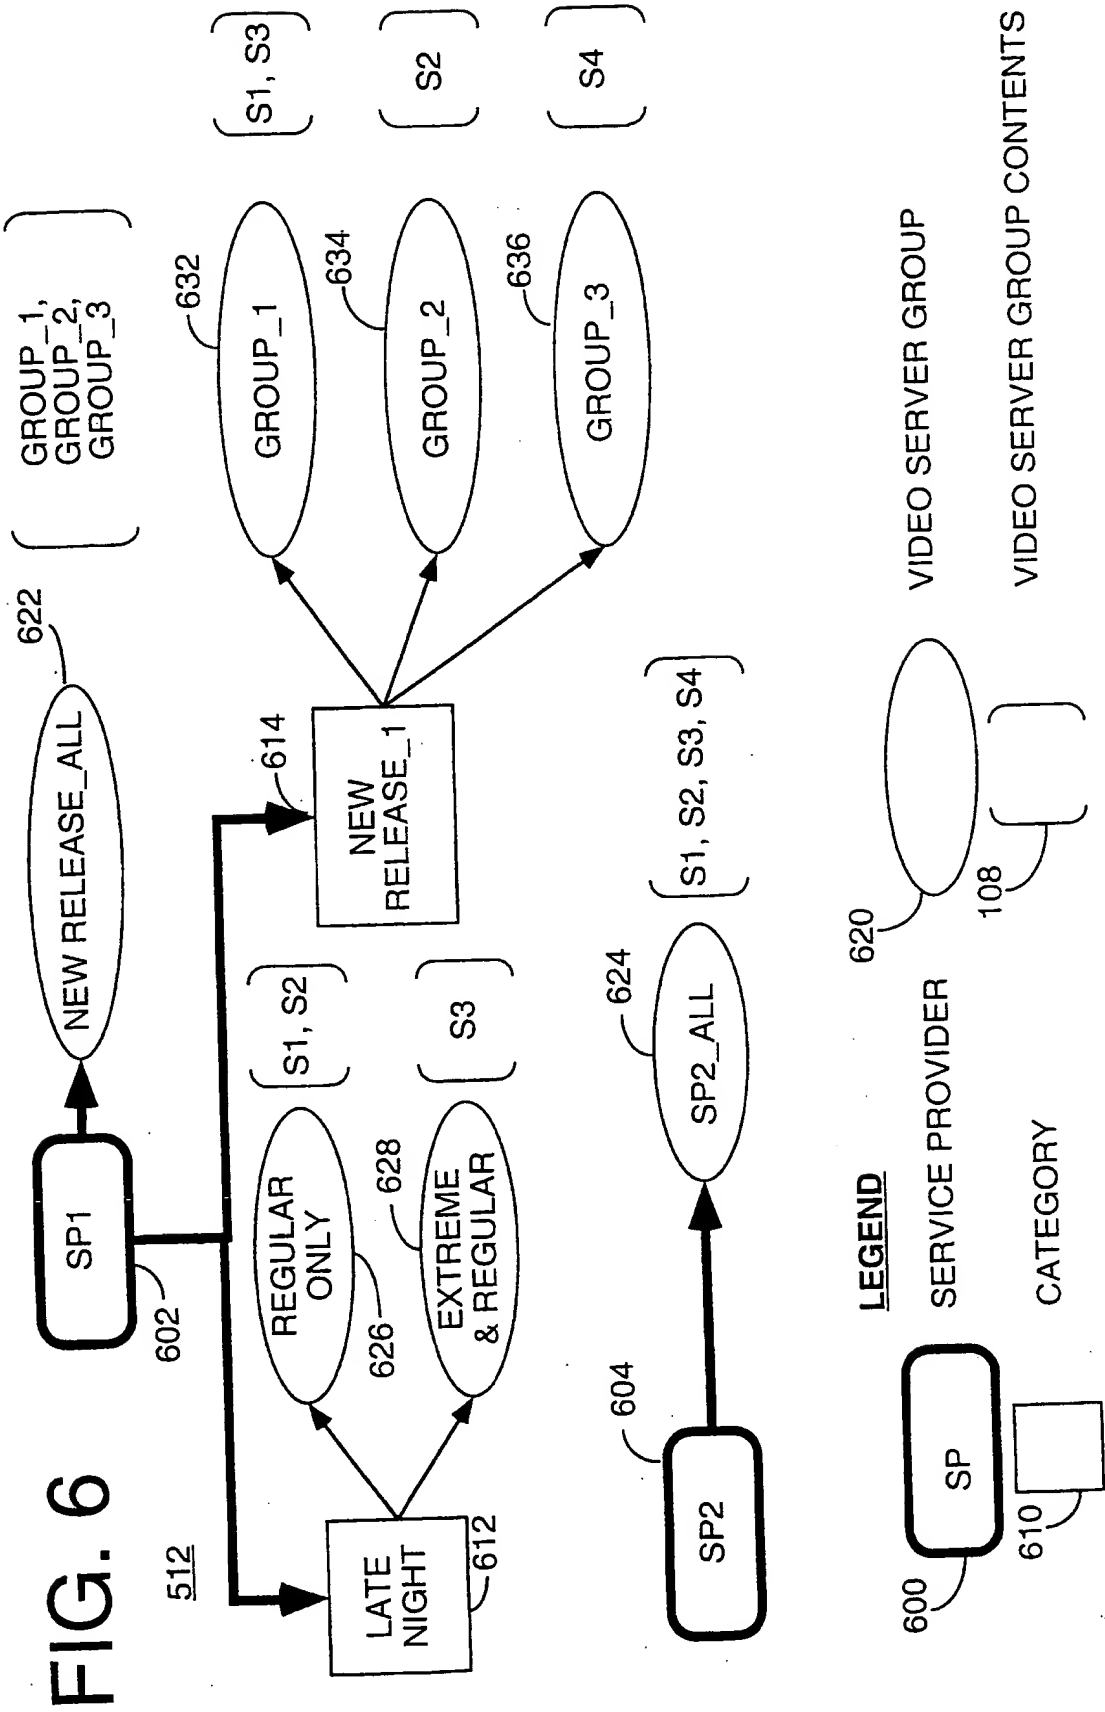 FIG. 6
512
SP1
602
NEW RELEASE_ALL
622
GROUP_1,
GROUP_2,
GROUP_3
LATE
NIGHT
612
REGULAR
ONLY
626
S1, S2
EXTREME
& REGULAR
628
S3
NEW
RELEASE_1
614
GROUP_1
632
S1, S3
GROUP_2
634
S2
GROUP_3
636
S4
SP2
604
SP2_ALL
624
S1, S2, S3, S4
LEGEND
SP
600
SERVICE PROVIDER
610
CATEGORY
620
VIDEO SERVER GROUP
108
VIDEO SERVER GROUP CONTENTS